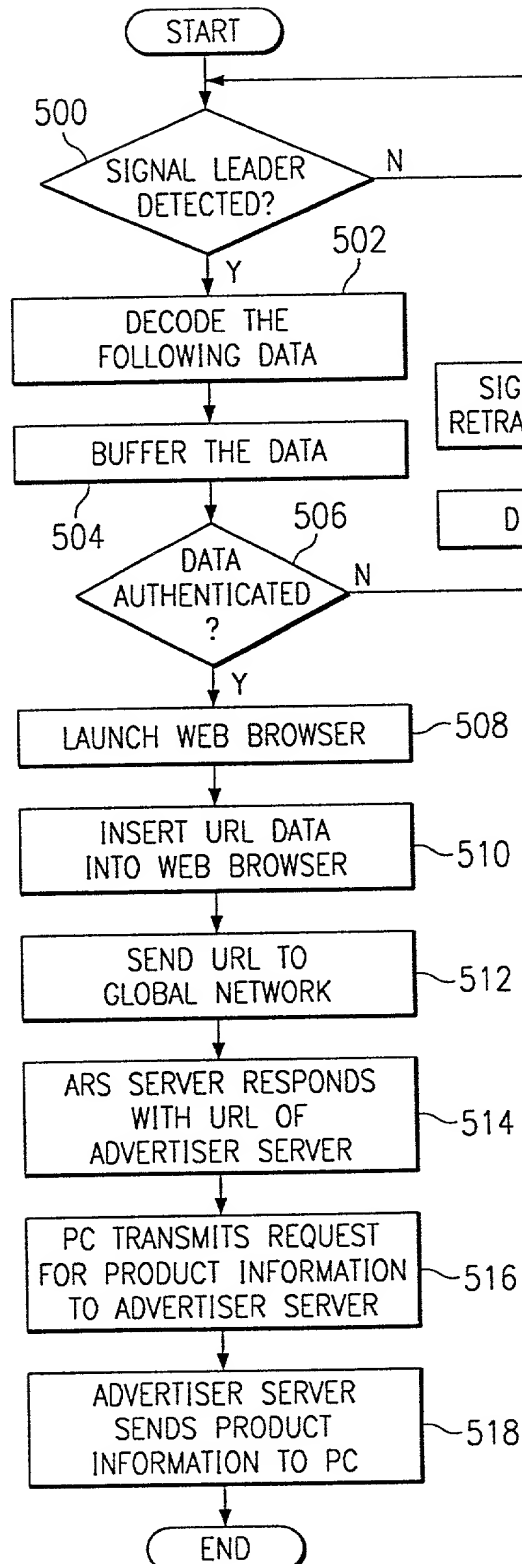 START
500
SIGNAL LEADER
DETECTED?
N
Y
502
DECODE THE
FOLLOWING DATA
SIG
RETRA
BUFFER THE DATA
504
D
506
DATA
AUTHENTICATED
?
N
Y
LAUNCH WEB BROWSER
508
INSERT URL DATA
INTO WEB BROWSER
510
SEND URL TO
GLOBAL NETWORK
512
ARS SERVER RESPONDS
WITH URL OF
ADVERTISER SERVER
514
PC TRANSMITS REQUEST
FOR PRODUCT INFORMATION
TO ADVERTISER SERVER
516
ADVERTISER SERVER
SENDS PRODUCT
INFORMATION TO PC
518
END